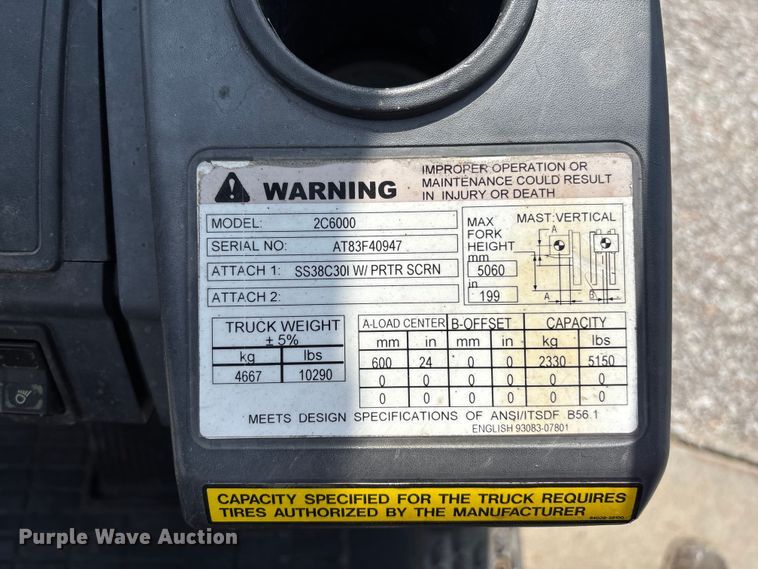 WARNING
IMPROPER OPERATION OR
MAINTENANCE COULD RESULT
IN INJURY OR DEATH
MODEL: 2C6000
SERIAL NO: AT83F40947
ATTACH 1: SS38C30I W/ PRTR SCRN
ATTACH 2:
MAX
FORK
HEIGHT
mm
5060
in
199
MAST:VERTICAL
A
A B
TRUCK WEIGHT
± 5%
kg lbs
4667 10290
A-LOAD CENTER B-OFFSET CAPACITY
mm in mm in kg lbs
600 24 0 0 2330 5150
0 0 0 0 0 0
0 0 0 0 0 0
MEETS DESIGN SPECIFICATIONS OF ANSI/ITSDF B56.1
ENGLISH 93083-07801
CAPACITY SPECIFIED FOR THE TRUCK REQUIRES
TIRES AUTHORIZED BY THE MANUFACTURER
Purple Wave Auction